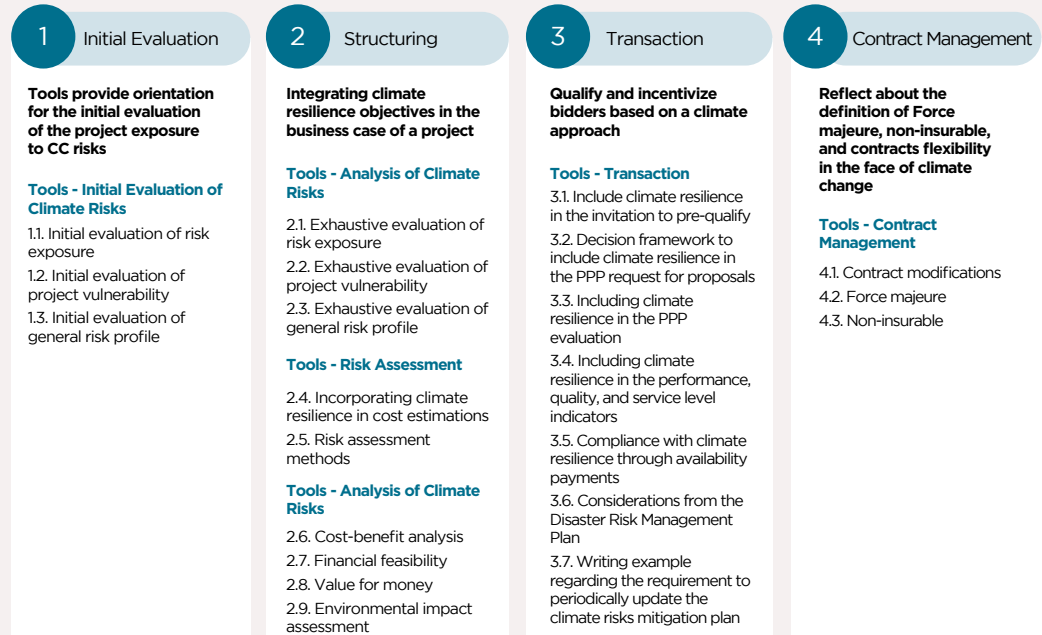 1 Initial Evaluation
Tools provide orientation
for the initial evaluation
of the project exposure
to CC risks
Tools - Initial Evaluation of
Climate Risks
1.1. Initial evaluation of risk
exposure
1.2. Initial evaluation of
project vulnerability
1.3. Initial evaluation of
general risk profile
2 Structuring
Integrating climate
resilience objectives in the
business case of a project
Tools - Analysis of Climate
Risks
2.1. Exhaustive evaluation of
risk exposure
2.2. Exhaustive evaluation of
project vulnerability
2.3. Exhaustive evaluation of
general risk profile
Tools - Risk Assessment
2.4. Incorporating climate
resilience in cost estimations
2.5. Risk assessment
methods
Tools - Analysis of Climate
Risks
2.6. Cost-benefit analysis
2.7. Financial feasibility
2.8. Value for money
2.9. Environmental impact
assessment
3 Transaction
Qualify and incentivize
bidders based on a climate
approach
Tools - Transaction
3.1. Include climate resilience
in the invitation to pre-qualify
3.2. Decision framework to
include climate resilience in
the PPP request for proposals
3.3. Including climate
resilience in the PPP
evaluation
3.4. Including climate
resilience in the performance,
quality, and service level
indicators
3.5. Compliance with climate
resilience through availability
payments
3.6. Considerations from the
Disaster Risk Management
Plan
3.7. Writing example
regarding the requirement to
periodically update the
climate risks mitigation plan
4 Contract Management
Reflect about the
definition of Force
majeure, non-insurable,
and contracts flexibility
in the face of climate
change
Tools - Contract
Management
4.1. Contract modifications
4.2. Force majeure
4.3. Non-insurable